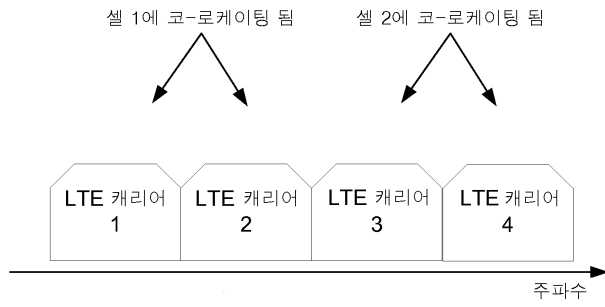 셀 1에 코-로케이팅 됨
셀 2에 코-로케이팅 됨
LTE 캐리어
1
LTE 캐리어
2
LTE 캐리어
3
LTE 캐리어
4
주파수